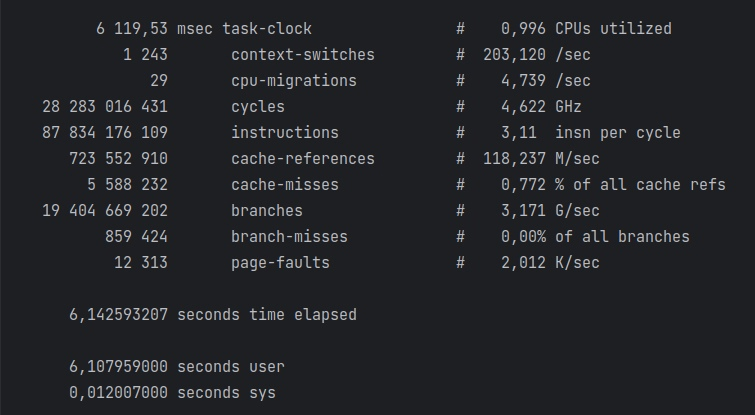 6 119,53 msec task-clock # 0,996 CPUs utilized
1 243 context-switches # 203,120 /sec
29 cpu-migrations # 4,739 /sec
28 283 016 431 cycles # 4,622 GHz
87 834 176 109 instructions # 3,11 insn per cycle
723 552 910 cache-references # 118,237 M/sec
5 588 232 cache-misses # 0,772 % of all cache refs
19 404 669 202 branches # 3,171 G/sec
859 424 branch-misses # 0,00% of all branches
12 313 page-faults # 2,012 K/sec
6,142593207 seconds time elapsed
6,107959000 seconds user
0,012007000 seconds sys